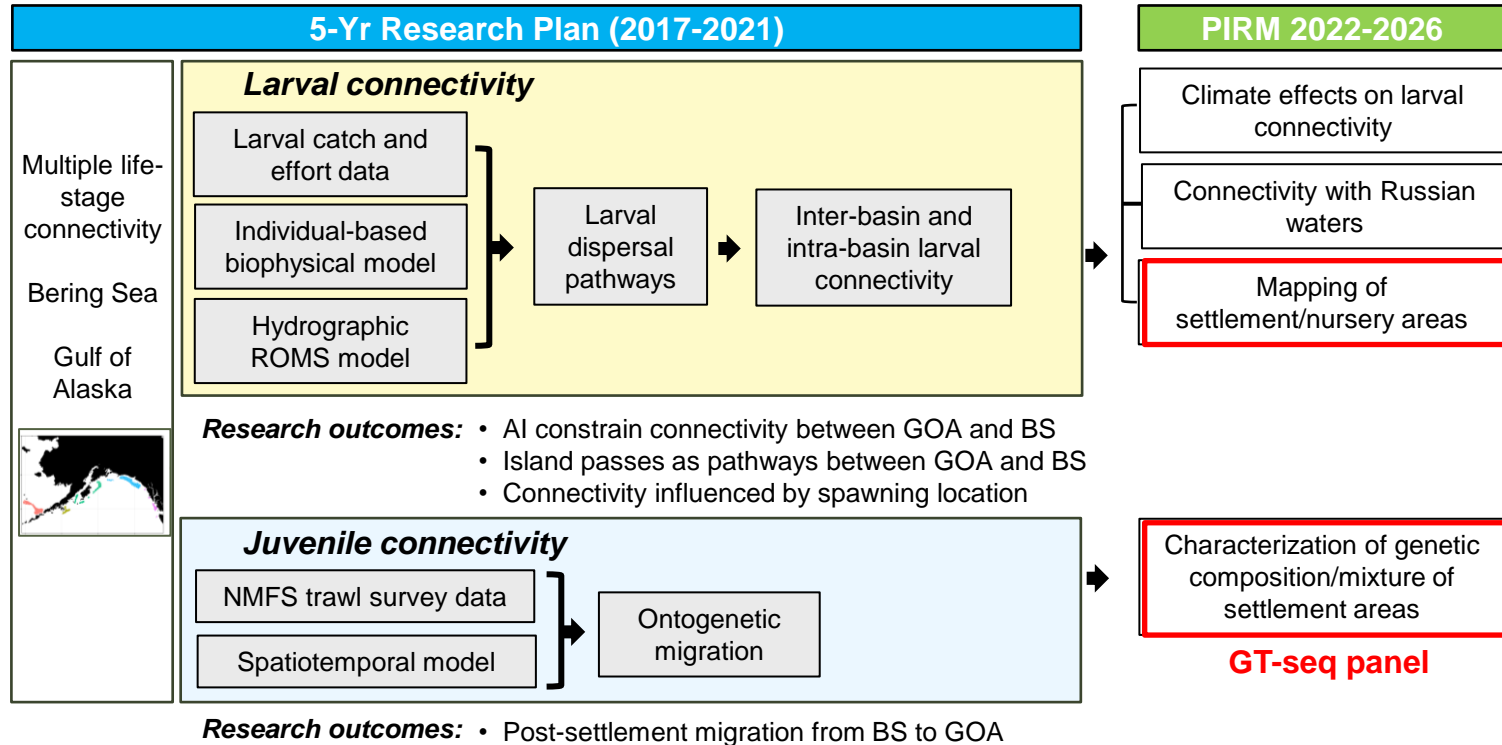 5-Yr Research Plan (2017-2021)
PIRM 2022-2026
Multiple life-
stage
connectivity
Bering Sea
Gulf of
Alaska
Larval connectivity
Larval catch and
effort data
Individual-based
biophysical model
Hydrographic
ROMS model
Larval
dispersal
pathways
Inter-basin and
intra-basin larval
connectivity
Climate effects on larval
connectivity
Connectivity with Russian
waters
Mapping of
settlement/nursery areas
Research outcomes: • AI constrain connectivity between GOA and BS
• Island passes as pathways between GOA and BS
• Connectivity influenced by spawning location
Juvenile connectivity
NMFS trawl survey data
Spatiotemporal model
Ontogenetic
migration
Characterization of genetic
composition/mixture of
settlement areas
GT-seq panel
Research outcomes: • Post-settlement migration from BS to GOA